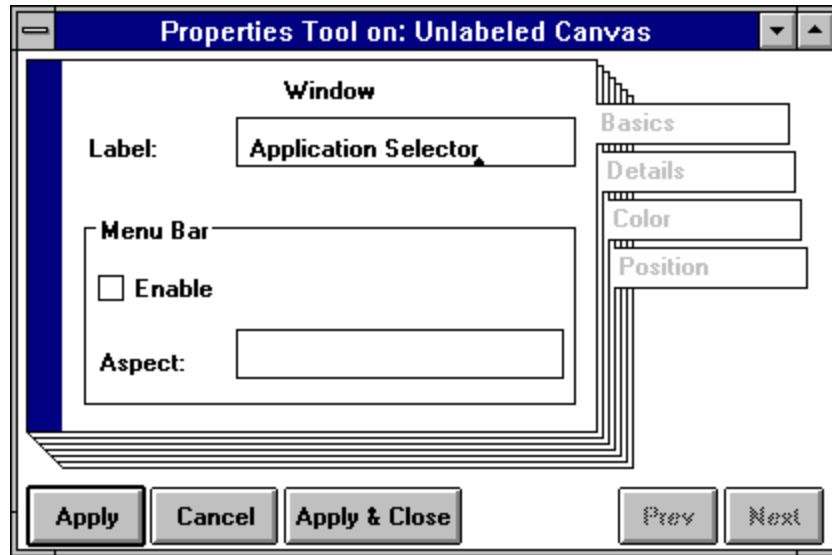 Properties Tool on: Unlabeled Canvas
Window
Basics
Label: Application Selector
Details
Color
Menu Bar
Position
Enable
Aspect:
Apply Cancel Apply & Close Prev Next